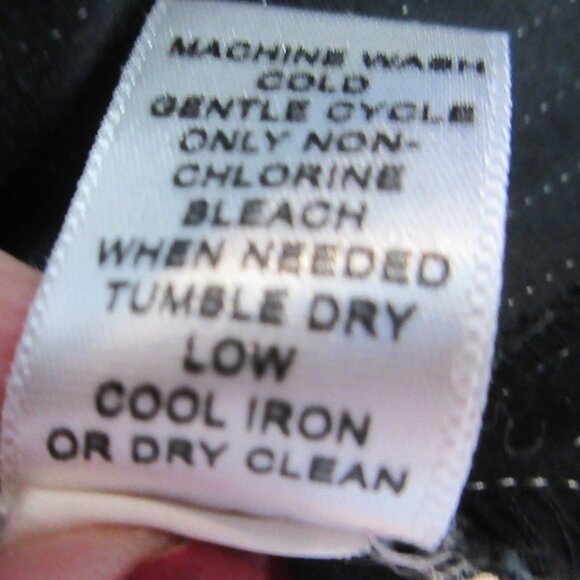 MACHINE WASH
COLD
GENTLE CYCLE
ONLY NON-
CHLORINE
BLEACH
WHEN NEEDED
TUMBLE DRY
LOW
COOL IRON
OR DRY CLEAN